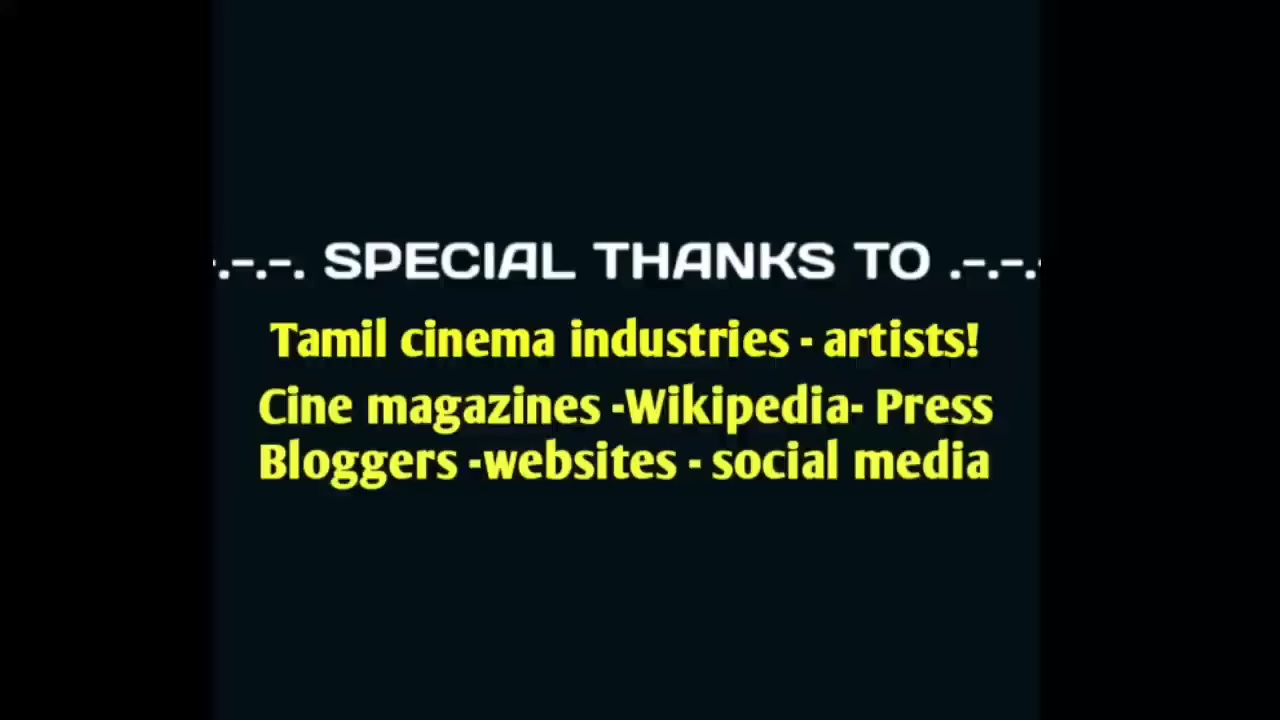 -.-.-. SPECIAL THANKS TO .-.-.-
Tamil cinema industries - artists!
Cine magazines -Wikipedia- Press
Bloggers -websites - social media